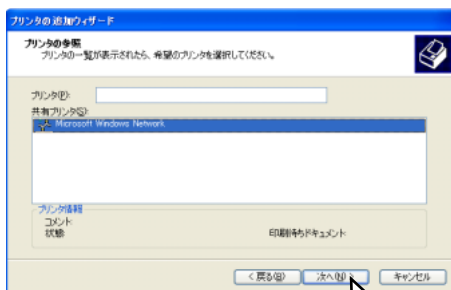 プリンタの追加ウィザード
プリンタの参照
プリンタの一覧が表示されたら、希望のプリンタを選択してください。
プリンタ(P):
共有プリンタ(S):
Microsoft Windows Network
プリンタ情報
コメント:
状態:
印刷待ちドキュメント:
< 戻る(B)
次へ(N) >
キャンセル